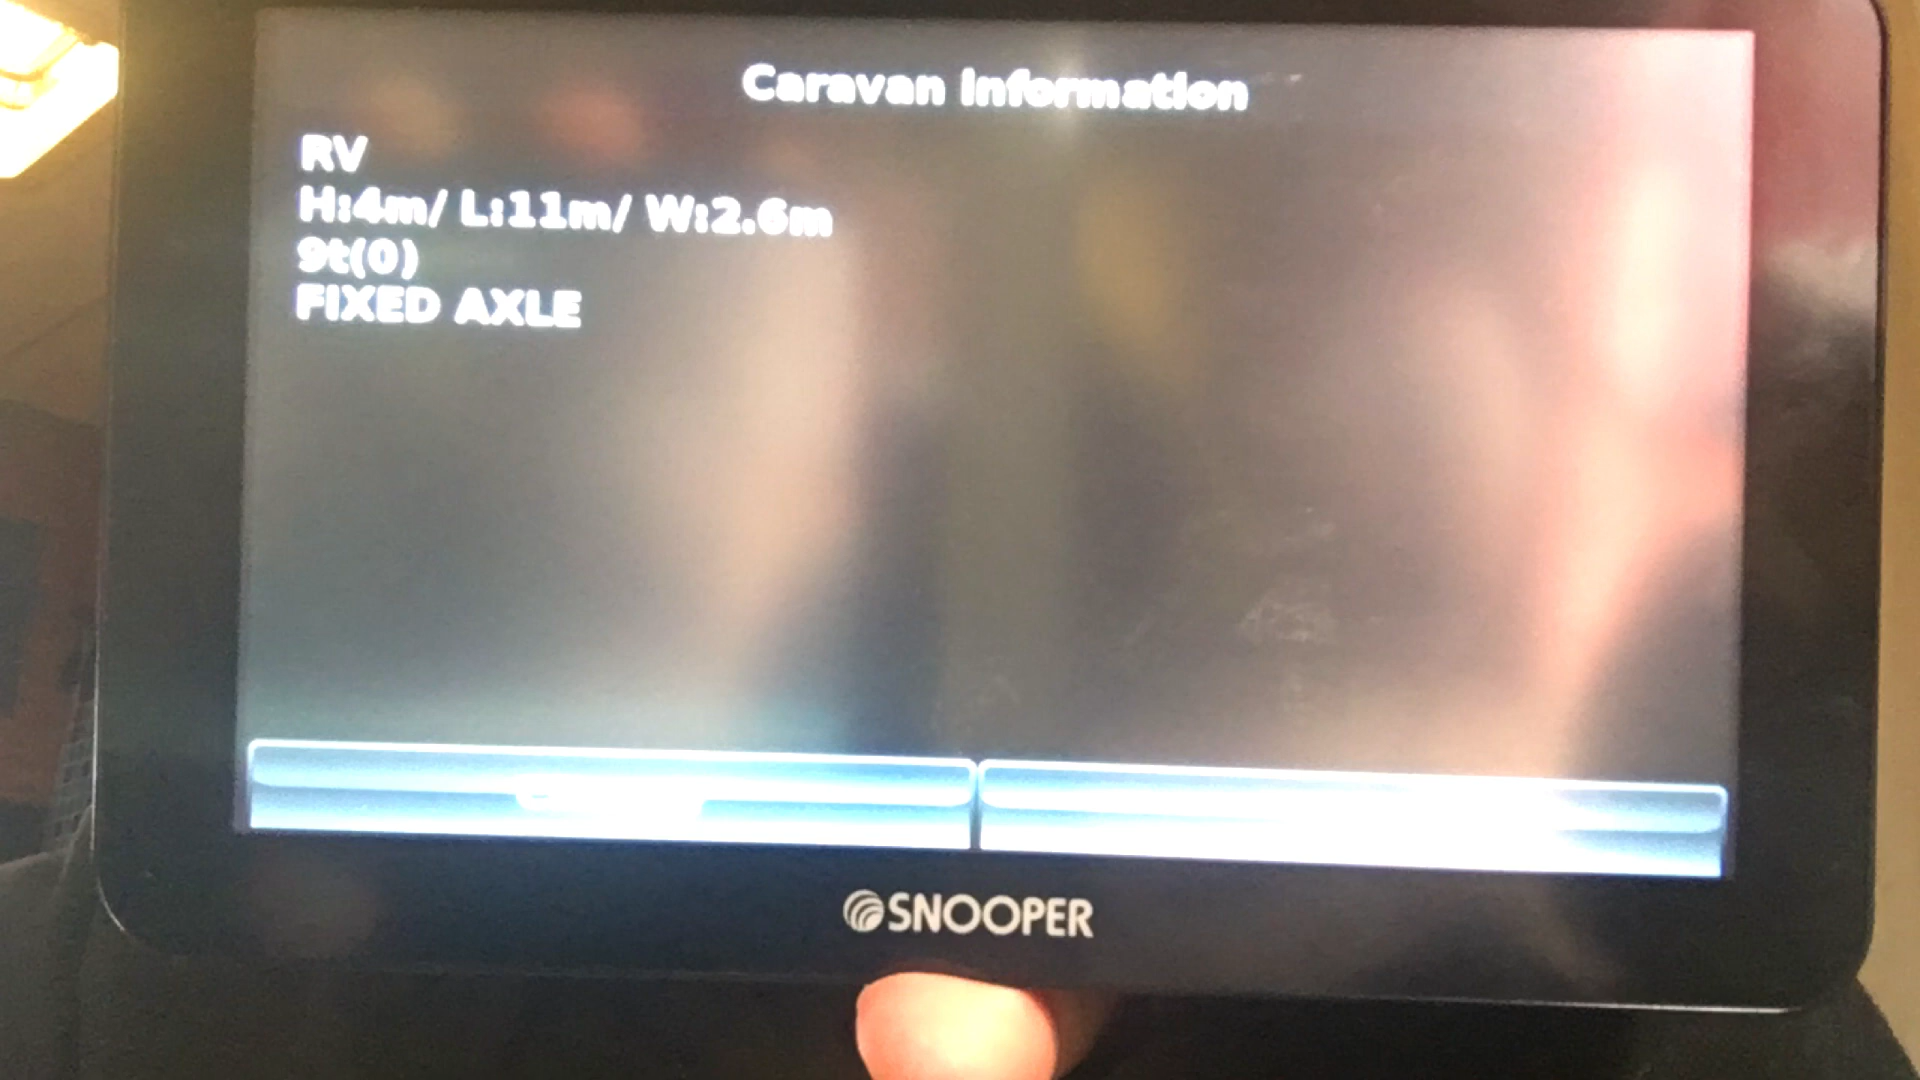 Caravan Information
RV
H:4m/ L:11m/ W:2.6m
9t(0)
FIXED AXLE
SNOOPER